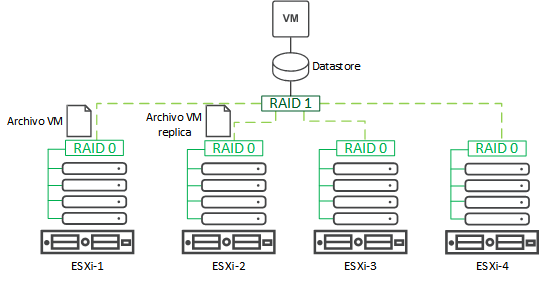 VM
Datastore
RAID 1
Archivo VM
Archivo VM
replica
RAID 0
RAID 0
RAID 0
RAID 0
ESXi-1
ESXi-2
ESXi-3
ESXi-4